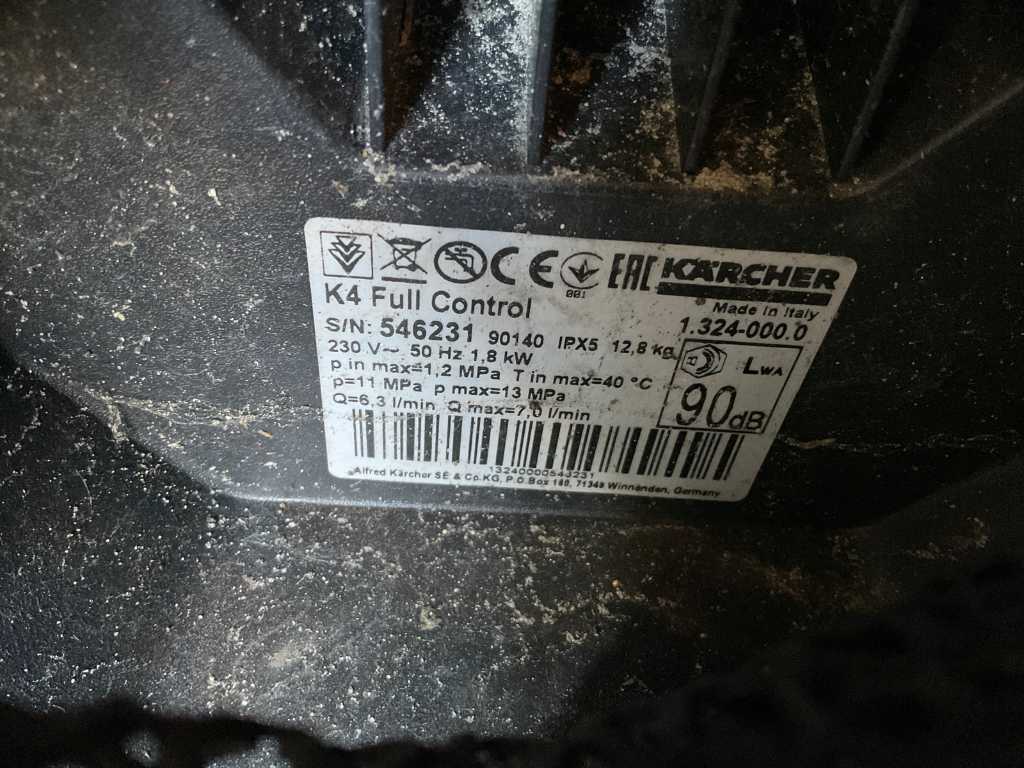 CE 001 EAC KÄRCHER
K4 Full Control Made in Italy
S/N: 546231 90140 IPX5 12,8 kg 1.324-000.0
230 V~ 50 Hz 1,8 kW
p in max=1,2 MPa T in max=40 °C LWA
p=11 MPa p max=13 MPa 90dB
Q=6,3 l/min Q max=7,0 l/min
13240000546231
Alfred Kärcher SE & Co.KG, P.O.Box 160, 71349 Winnenden, Germany